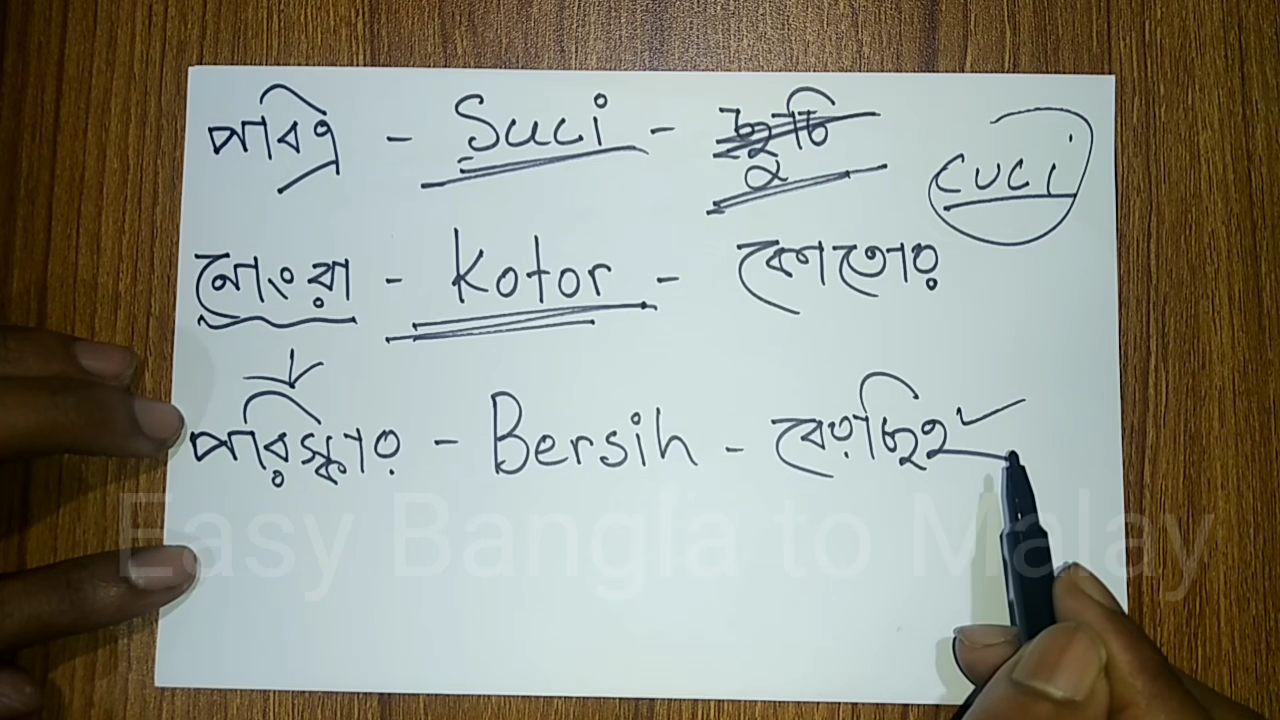 পবিত্র - Suci - ছুচি
cuci
নোংরা - Kotor - কোতোর
পরিস্কার - Bersih - বেরছিহ
Easy Bangla to Malay